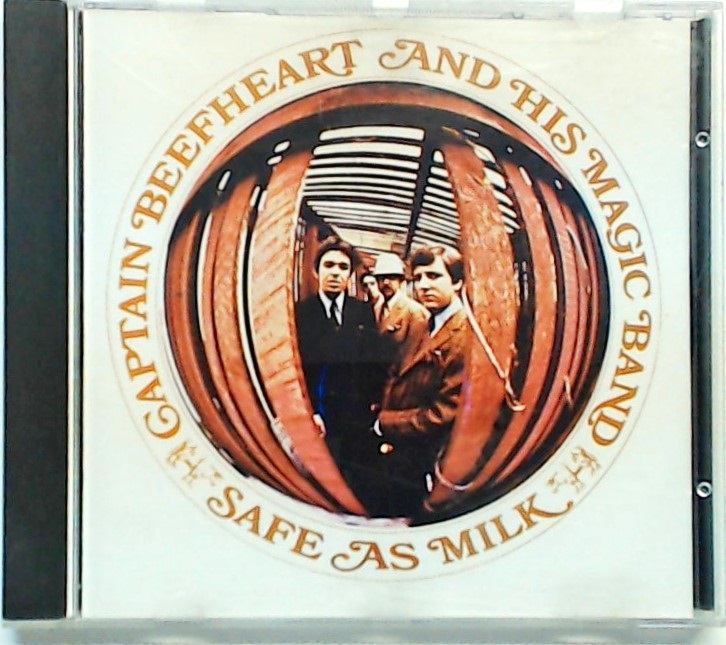 CAPTAIN BEEFHEART AND HIS MAGIC BAND
SAFE AS MILK